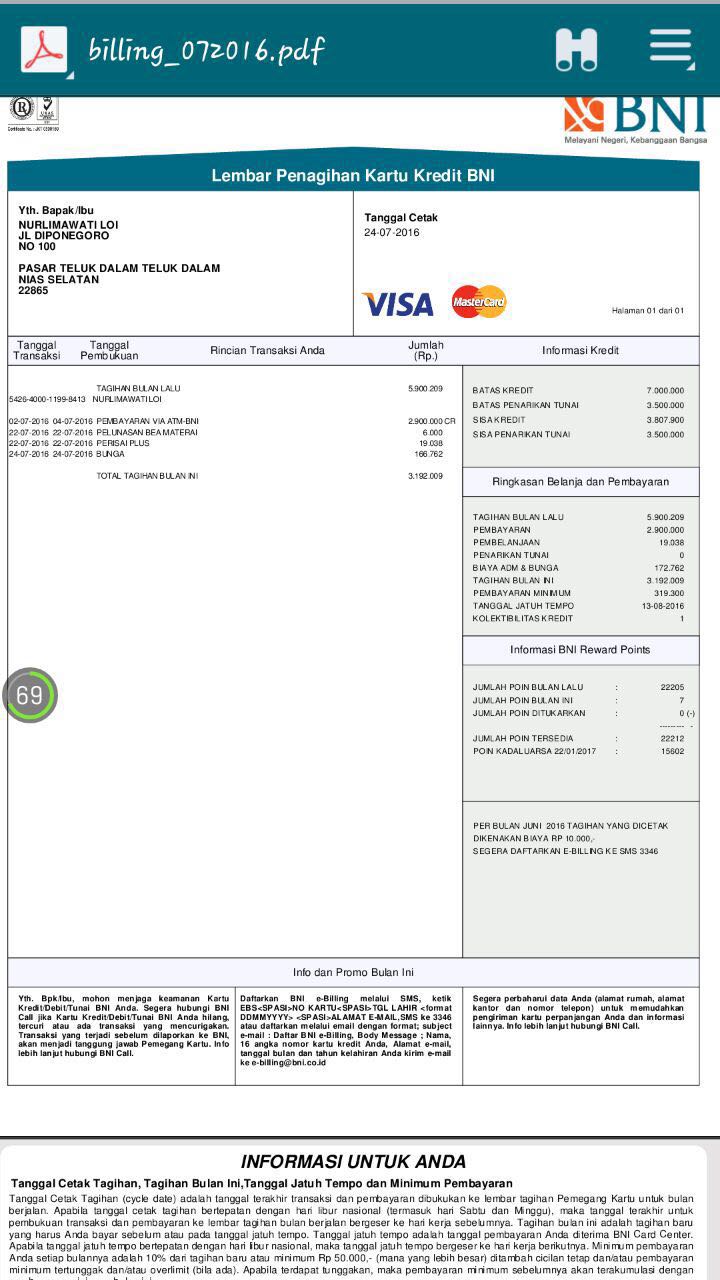 billing_072016.pdf
BNI
Melayani Negeri, Kebanggaan Bangsa
Lembar Penagihan Kartu Kredit BNI
Yth. Bapak/Ibu
NURLIMAWATI LOI
JL DIPONEGORO
NO 100
PASAR TELUK DALAM TELUK DALAM
NIAS SELATAN
22865
Tanggal Cetak
24-07-2016
VISA MasterCard
Halaman 01 dari 01
Tanggal Transaksi Tanggal Pembukuan Rincian Transaksi Anda Jumlah (Rp.)
TAGIHAN BULAN LALU 5.900.209
5426-4000-1199-8413 NURLIMAWATI LOI
02-07-2016 04-07-2016 PEMBAYARAN VIA ATM-BNI 2.900.000 CR
22-07-2016 22-07-2016 PELUNASAN BEA MATERAI 6.000
22-07-2016 22-07-2016 PERISAI PLUS 19.038
24-07-2016 24-07-2016 BUNGA 166.762
TOTAL TAGIHAN BULAN INI 3.192.009
Informasi Kredit
BATAS KREDIT 7.000.000
BATAS PENARIKAN TUNAI 3.500.000
SISA KREDIT 3.807.900
SISA PENARIKAN TUNAI 3.500.000
Ringkasan Belanja dan Pembayaran
TAGIHAN BULAN LALU 5.900.209
PEMBAYARAN 2.900.000
PEMBELANJAAN 19.038
PENARIKAN TUNAI 0
BIAYA ADM & BUNGA 172.762
TAGIHAN BULAN INI 3.192.009
PEMBAYARAN MINIMUM 319.300
TANGGAL JATUH TEMPO 13-08-2016
KOLEKTIBILITAS KREDIT 1
Informasi BNI Reward Points
JUMLAH POIN BULAN LALU : 22205
JUMLAH POIN BULAN INI : 7
JUMLAH POIN DITUKARKAN : 0 (-)
--------- -
JUMLAH POIN TERSEDIA : 22212
POIN KADALUARSA 22/01/2017 : 15602
PER BULAN JUNI 2016 TAGIHAN YANG DICETAK
DIKENAKAN BIAYA RP 10.000,-
SEGERA DAFTARKAN E-BILLING KE SMS 3346
69
Info dan Promo Bulan Ini
Yth. Bpk/Ibu, mohon menjaga keamanan Kartu
Kredit/Debit/Tunai BNI Anda. Segera hubungi BNI
Call jika Kartu Kredit/Debit/Tunai BNI Anda hilang,
tercuri atau ada transaksi yang mencurigakan.
Transaksi yang terjadi sebelum dilaporkan ke BNI,
akan menjadi tanggung jawab Pemegang Kartu. Info
lebih lanjut hubungi BNI Call.
Daftarkan BNI e-Billing melalui SMS, ketik
EBS<SPASI>NO KARTU<SPASI>TGL LAHIR <format
DDMMYYYY> <SPASI>ALAMAT E-MAIL,SMS ke 3346
atau daftarkan melalui email dengan format; subject
e-mail : Daftar BNI e-Billing, Body Message ; Nama,
16 angka nomor kartu kredit Anda, Alamat e-mail,
tanggal bulan dan tahun kelahiran Anda kirim e-mail
ke e-billing@bni.co.id
Segera perbaharui data Anda (alamat rumah, alamat
kantor dan nomor telepon) untuk memudahkan
pengiriman kartu perpanjangan Anda dan informasi
lainnya. Info lebih lanjut hubungi BNI Call.
INFORMASI UNTUK ANDA
Tanggal Cetak Tagihan, Tagihan Bulan Ini,Tanggal Jatuh Tempo dan Minimum Pembayaran
Tanggal Cetak Tagihan (cycle date) adalah tanggal terakhir transaksi dan pembayaran dibukukan ke lembar tagihan Pemegang Kartu untuk bulan
berjalan. Apabila tanggal cetak tagihan bertepatan dengan hari libur nasional (termasuk hari Sabtu dan Minggu), maka tanggal terakhir untuk
pembukuan transaksi dan pembayaran ke lembar tagihan bulan berjalan bergeser ke hari kerja sebelumnya. Tagihan bulan ini adalah tagihan baru
yang harus Anda bayar sebelum atau pada tanggal jatuh tempo. Tanggal jatuh tempo adalah tanggal pembayaran Anda diterima BNI Card Center.
Apabila tanggal jatuh tempo bertepatan dengan hari libur nasional, maka tanggal jatuh tempo bergeser ke hari kerja berikutnya. Minimum pembayaran
Anda setiap bulannya adalah 10% dari tagihan baru atau minimum Rp 50.000,- (mana yang lebih besar) ditambah cicilan tetap dan/atau pembayaran
minimum tertunggak dan/atau overlimit (bila ada). Apabila terdapat tunggakan, maka pembayaran minimum sebelumnya akan terakumulasi dengan